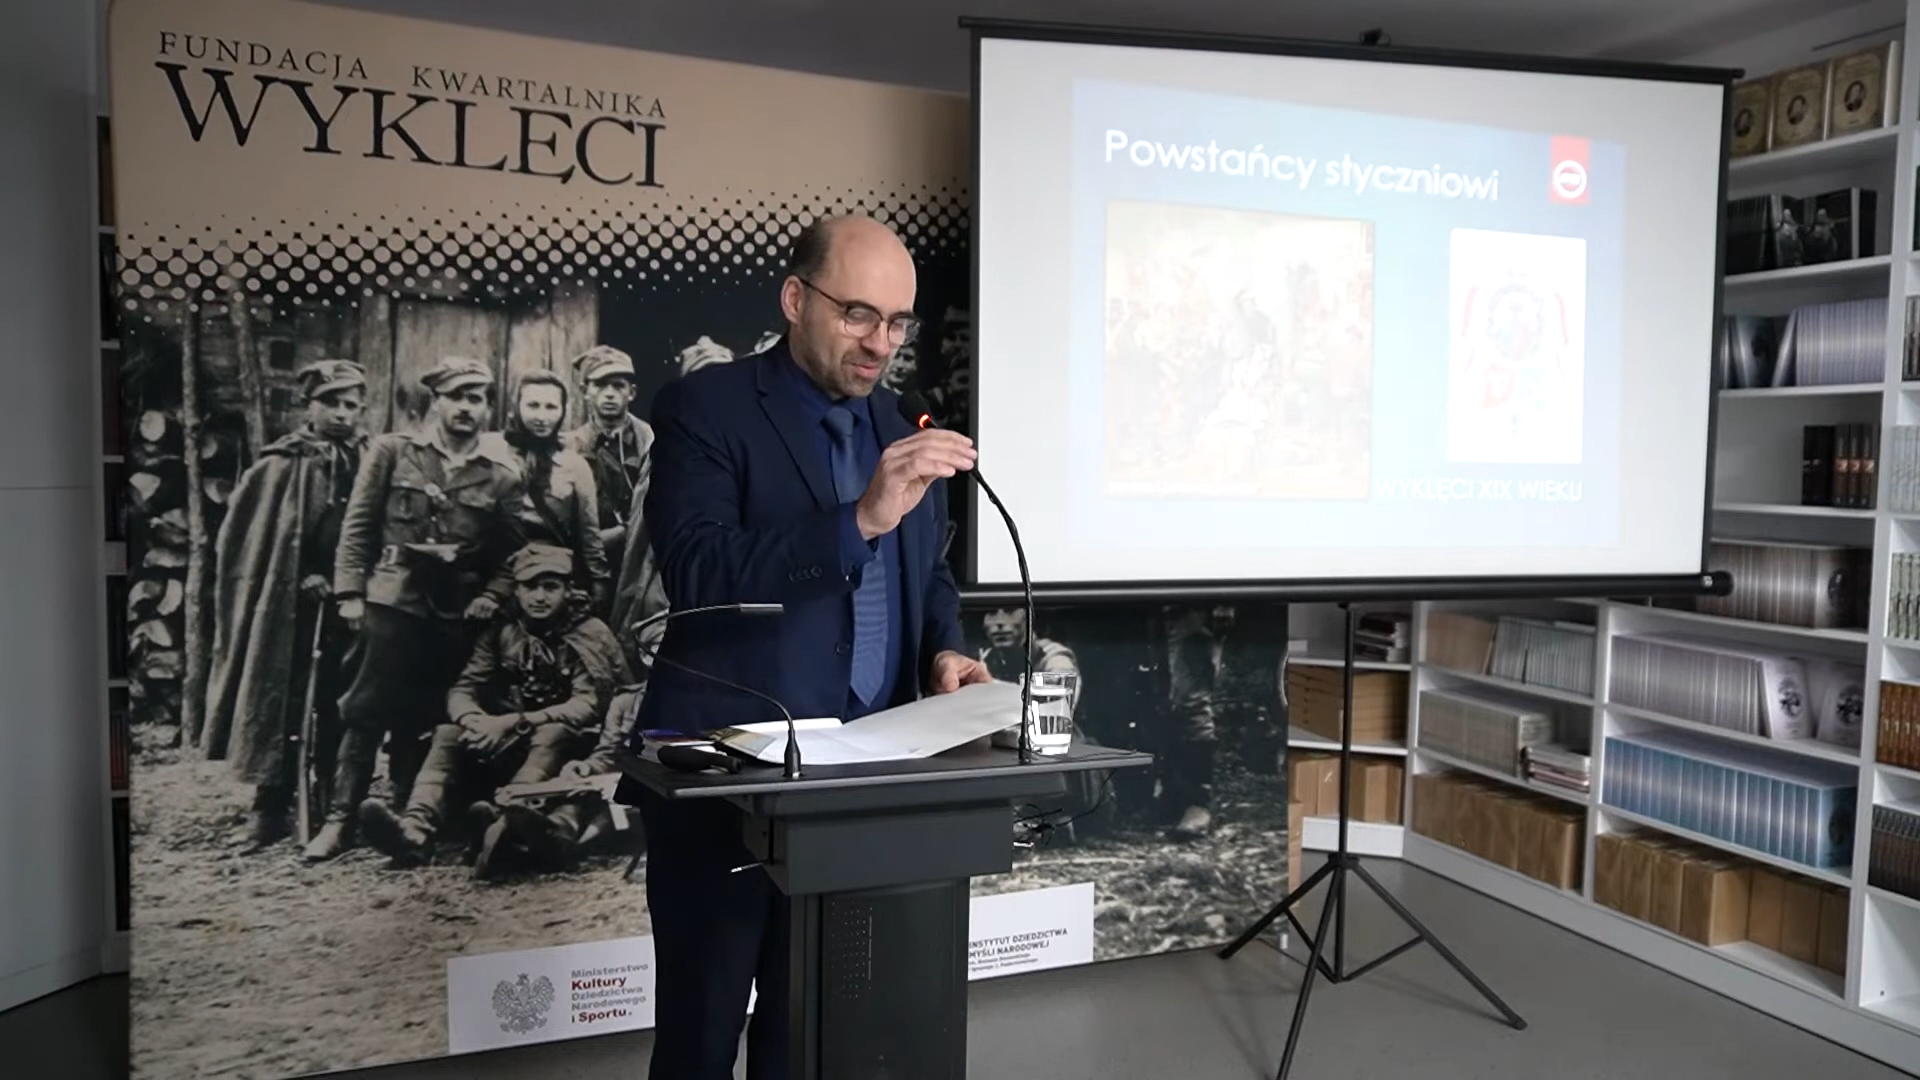 FUNDACJA KWARTALNIKA
WYKLĘCI
Powstańcy styczniowi
WYKLĘCI XIX WIEKU
Ministerstwo
Kultury
Dziedzictwa
Narodowego
i Sportu.
INSTYTUT DZIEDZICTWA
MYŚLI NARODOWEJ